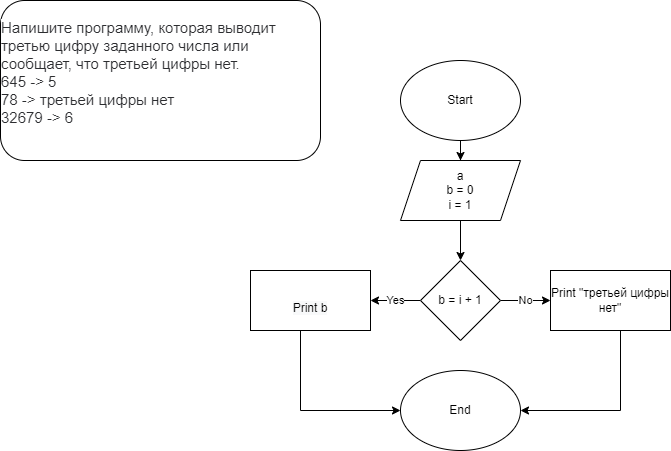 Напишите программу, которая выводит
третью цифру заданного числа или
сообщает, что третьей цифры нет.
645 -> 5
78 -> третьей цифры нет
32679 -> 6
Start
a
b = 0
i = 1
b = i + 1
Yes
No
Print b
Print "третьей цифры
нет"
End